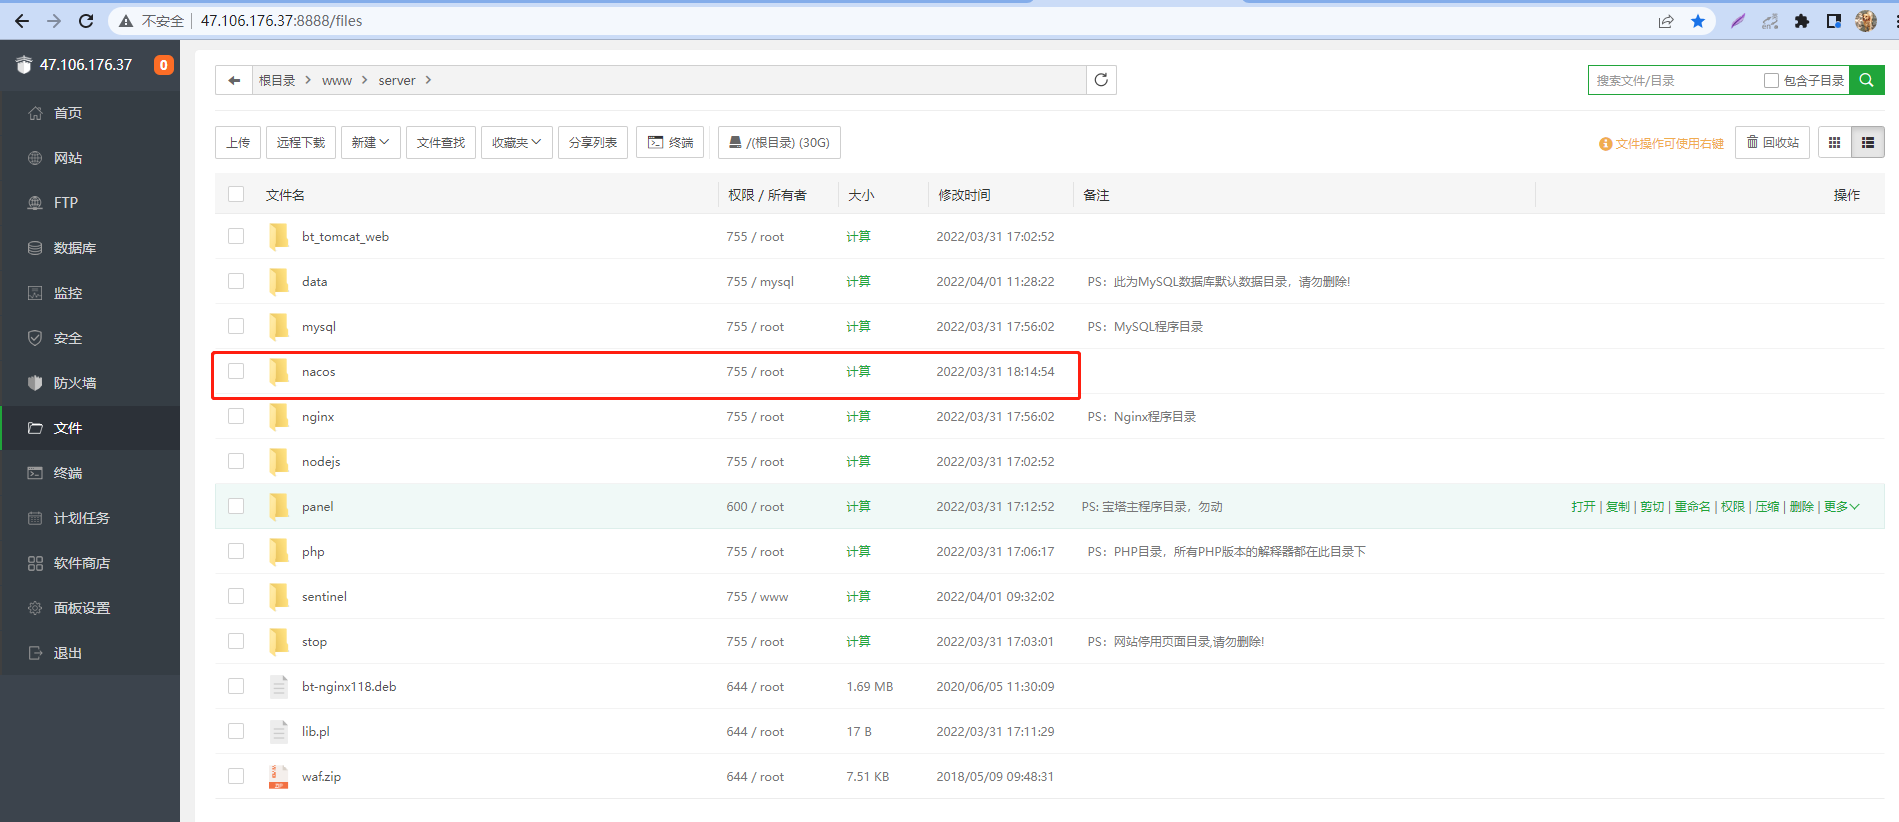 不安全 47.106.176.37:8888/files
47.106.176.37 0
首页
网站
FTP
数据库
监控
安全
防火墙
文件
终端
计划任务
软件商店
面板设置
退出
根目录 www server
搜索文件/目录 包含子目录
上传 远程下载 新建 文件查找 收藏夹 分享列表 终端 /(根目录) (30G) 文件操作可使用右键 回收站
文件名 权限 / 所有者 大小 修改时间 备注 操作
bt_tomcat_web 755 / root 计算 2022/03/31 17:02:52
data 755 / mysql 计算 2022/04/01 11:28:22 PS：此为MySQL数据库默认数据目录，请勿删除!
mysql 755 / root 计算 2022/03/31 17:56:02 PS：MySQL程序目录
nacos 755 / root 计算 2022/03/31 18:14:54
nginx 755 / root 计算 2022/03/31 17:56:02 PS：Nginx程序目录
nodejs 755 / root 计算 2022/03/31 17:02:52
panel 600 / root 计算 2022/03/31 17:12:52 PS: 宝塔主程序目录，勿动 打开 | 复制 | 剪切 | 重命名 | 权限 | 压缩 | 删除 | 更多
php 755 / root 计算 2022/03/31 17:06:17 PS：PHP目录，所有PHP版本的解释器都在此目录下
sentinel 755 / www 计算 2022/04/01 09:32:02
stop 755 / root 计算 2022/03/31 17:03:01 PS：网站停用页面目录,请勿删除!
bt-nginx118.deb 644 / root 1.69 MB 2020/06/05 11:30:09
lib.pl 644 / root 17 B 2022/03/31 17:11:29
waf.zip 644 / root 7.51 KB 2018/05/09 09:48:31